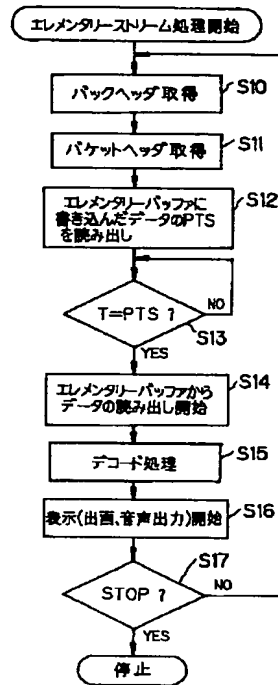 エレメンタリーストリーム処理開始
パックヘッダ取得
S10
パケットヘッダ取得
S11
エレメンタリーバッファに
書き込んだデータのPTS
を読み出し
S12
T=PTS ?
NO
S13
YES
エレメンタリーバッファから
データの読み出し開始
S14
デコード処理
S15
表示(出画、音声出力)開始
S16
S17
STOP ?
NO
YES
停止